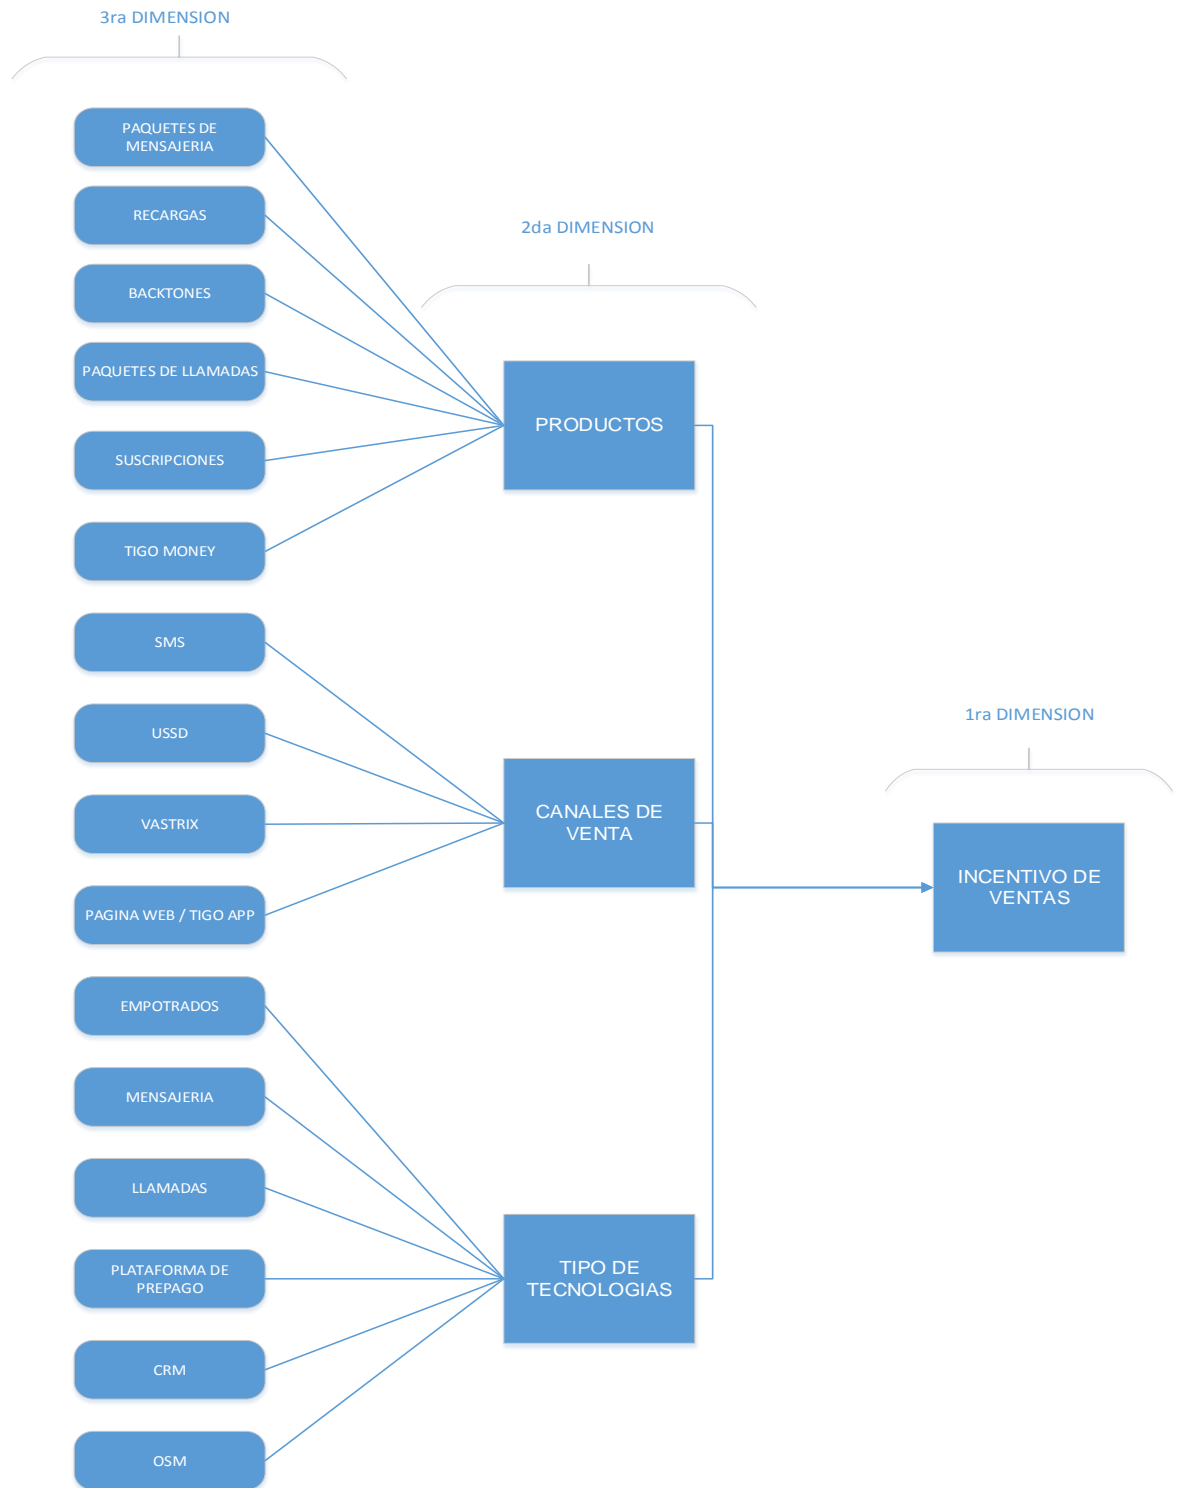 3ra DIMENSION
PAQUETES DE
MENSAJERIA
RECARGAS
BACKTONES
PAQUETES DE LLAMADAS
SUSCRIPCIONES
TIGO MONEY
SMS
USSD
VASTRIX
PAGINA WEB / TIGO APP
EMPOTRADOS
MENSAJERIA
LLAMADAS
PLATAFORMA DE
PREPAGO
CRM
OSM
2da DIMENSION
PRODUCTOS
CANALES DE
VENTA
TIPO DE
TECNOLOGIAS
1ra DIMENSION
INCENTIVO DE
VENTAS